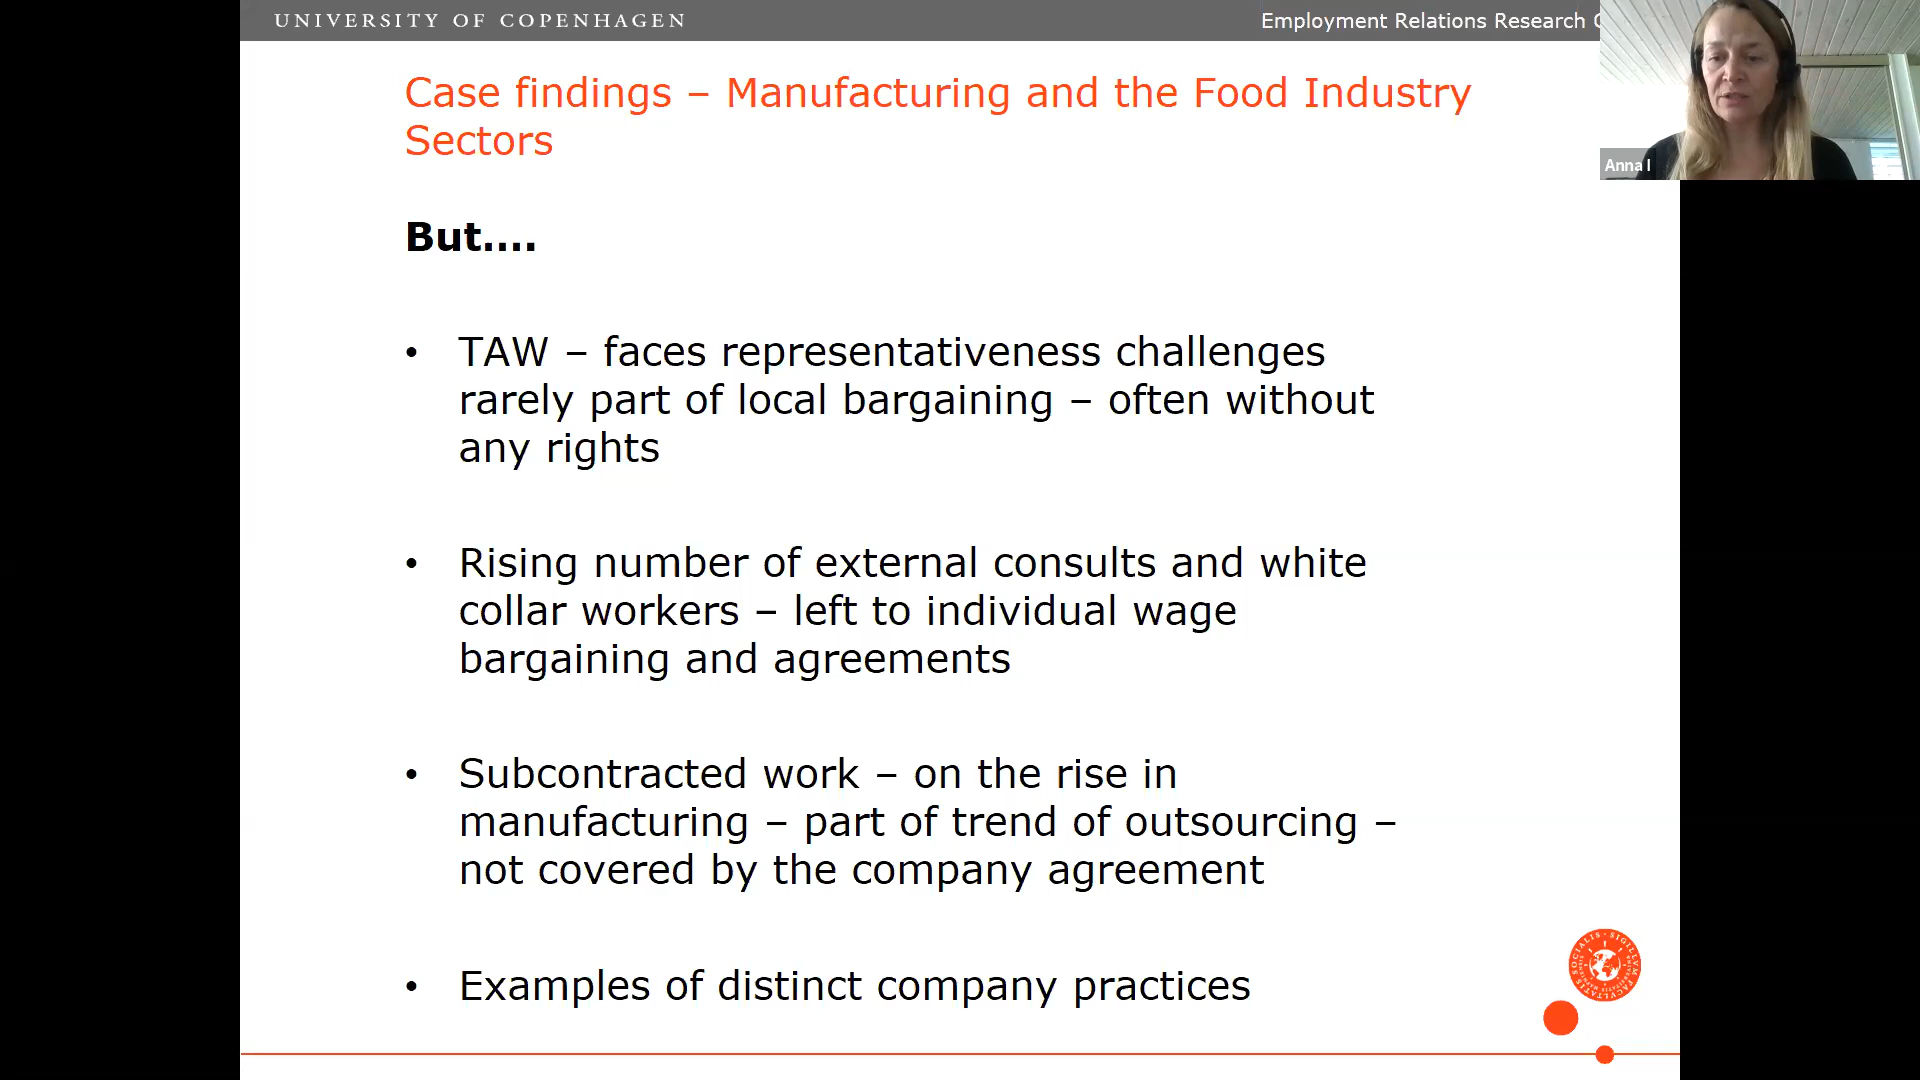 UNIVERSITY OF COPENHAGEN
Employment Relations Research
Anna I
Case findings – Manufacturing and the Food Industry
Sectors
But....
• TAW – faces representativeness challenges
rarely part of local bargaining – often without
any rights
• Rising number of external consults and white
collar workers – left to individual wage
bargaining and agreements
• Subcontracted work – on the rise in
manufacturing – part of trend of outsourcing –
not covered by the company agreement
• Examples of distinct company practices